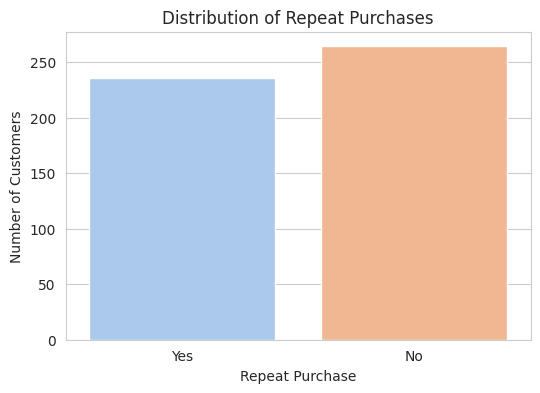 Distribution of Repeat Purchases
Number of Customers
250
200
150
100
50
0
Yes No
Repeat Purchase